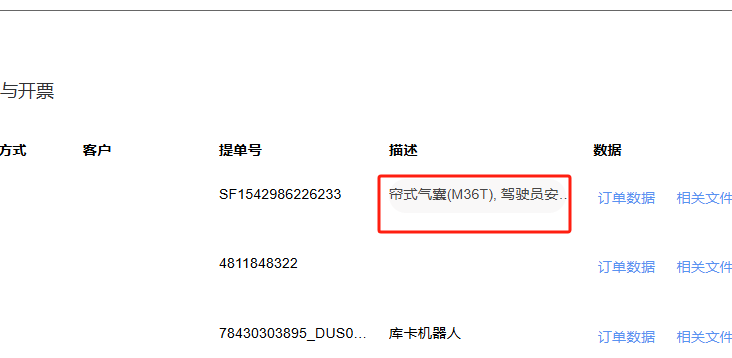 与开票
方式 客户 提单号 描述 数据
SF1542986226233 帘式气囊(M36T), 驾驶员安... 订单数据 相关文件
4811848322 订单数据 相关文件
78430303895_DUS0... 库卡机器人 订单数据 相关文件